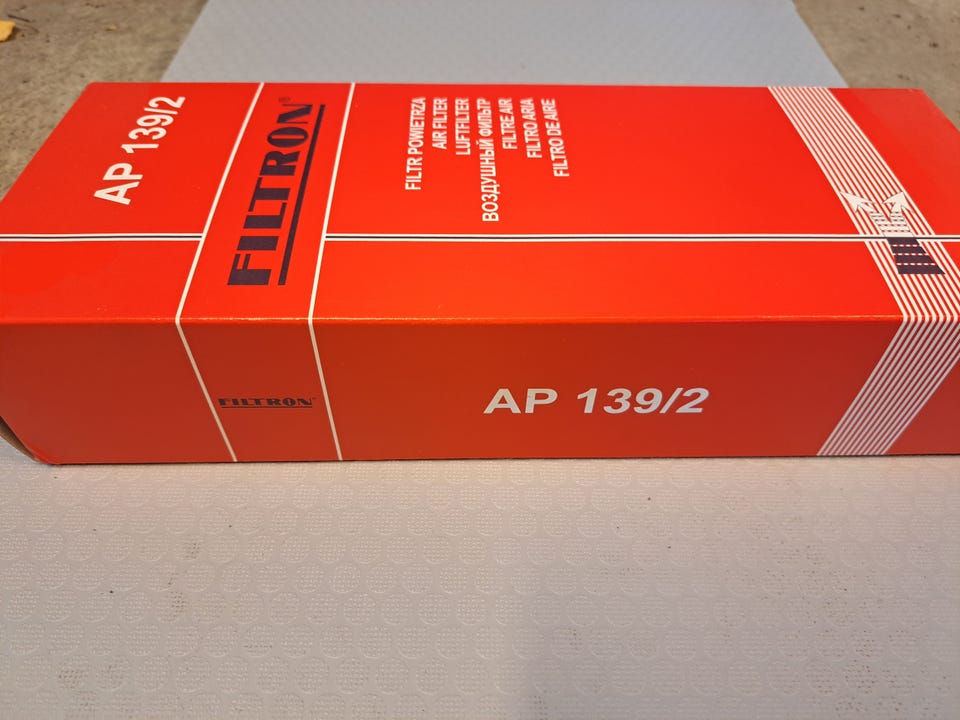 AP 139/2
FILTRON®
FILTR POWIETRZA
AIR FILTER
LUFTFILTER
ВОЗДУШНЫЙ ФИЛЬТР
FILTRE AIR
FILTRO ARIA
FILTRO DE AIRE
FILTRON
AP 139/2